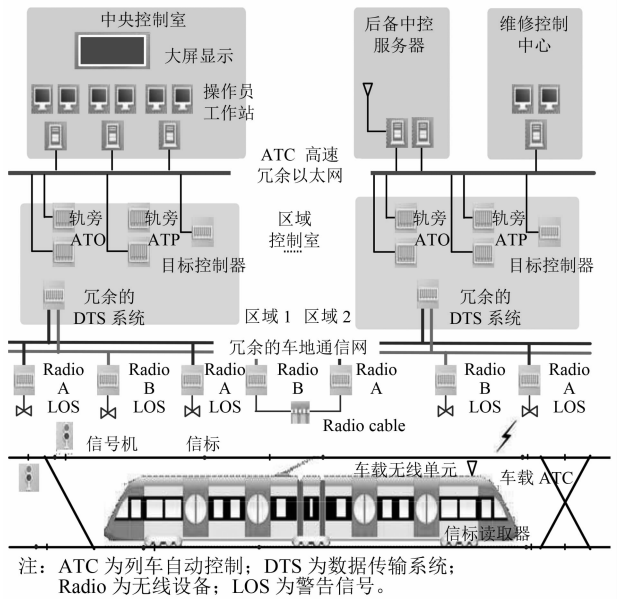 中央控制室
大屏显示
操作员
工作站
后备中控
服务器
维修控制
中心
ATC 高速
冗余以太网
轨旁
ATO
轨旁
ATP
目标控制器
区域
控制室
轨旁
ATO
轨旁
ATP
目标控制器
冗余的
DTS 系统
冗余的
DTS 系统
区域 1 区域 2
冗余的车地通信网
Radio
A
LOS
Radio
B
LOS
Radio
A
LOS
Radio
B
Radio
A
Radio
B
LOS
Radio
A
LOS
Radio cable
信号机
信标
车载无线单元
车载 ATC
信标读取器
注：ATC 为列车自动控制；DTS 为数据传输系统；
Radio 为无线设备；LOS 为警告信号。